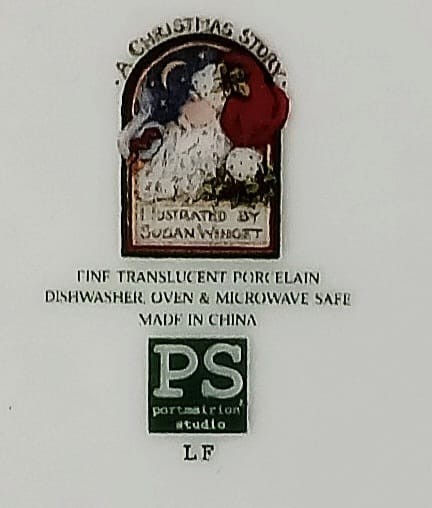 · A CHRISTMAS STORY ·
ILLUSTRATED BY
SUSAN WINGET
FINE TRANSLUCENT PORCELAIN
DISHWASHER, OVEN & MICROWAVE SAFE
MADE IN CHINA
PS
portmeirion
studio
LF